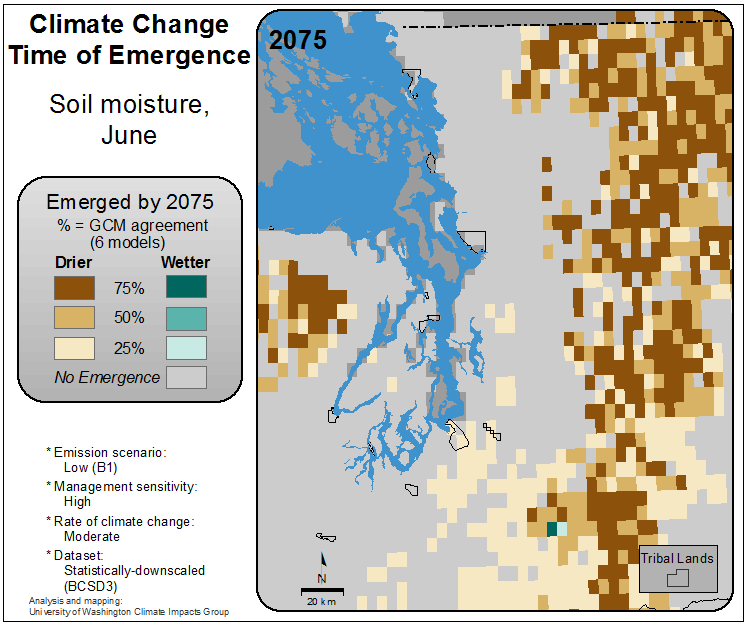 Climate Change
Time of Emergence
Soil moisture,
June
Emerged by 2075
% = GCM agreement
(6 models)
Drier Wetter
75%
50%
25%
No Emergence
* Emission scenario:
Low (B1)
* Management sensitivity:
High
* Rate of climate change:
Moderate
* Dataset:
Statistically-downscaled
(BCSD3)
Analysis and mapping:
University of Washington Climate Impacts Group
2075
N
20 km
Tribal Lands